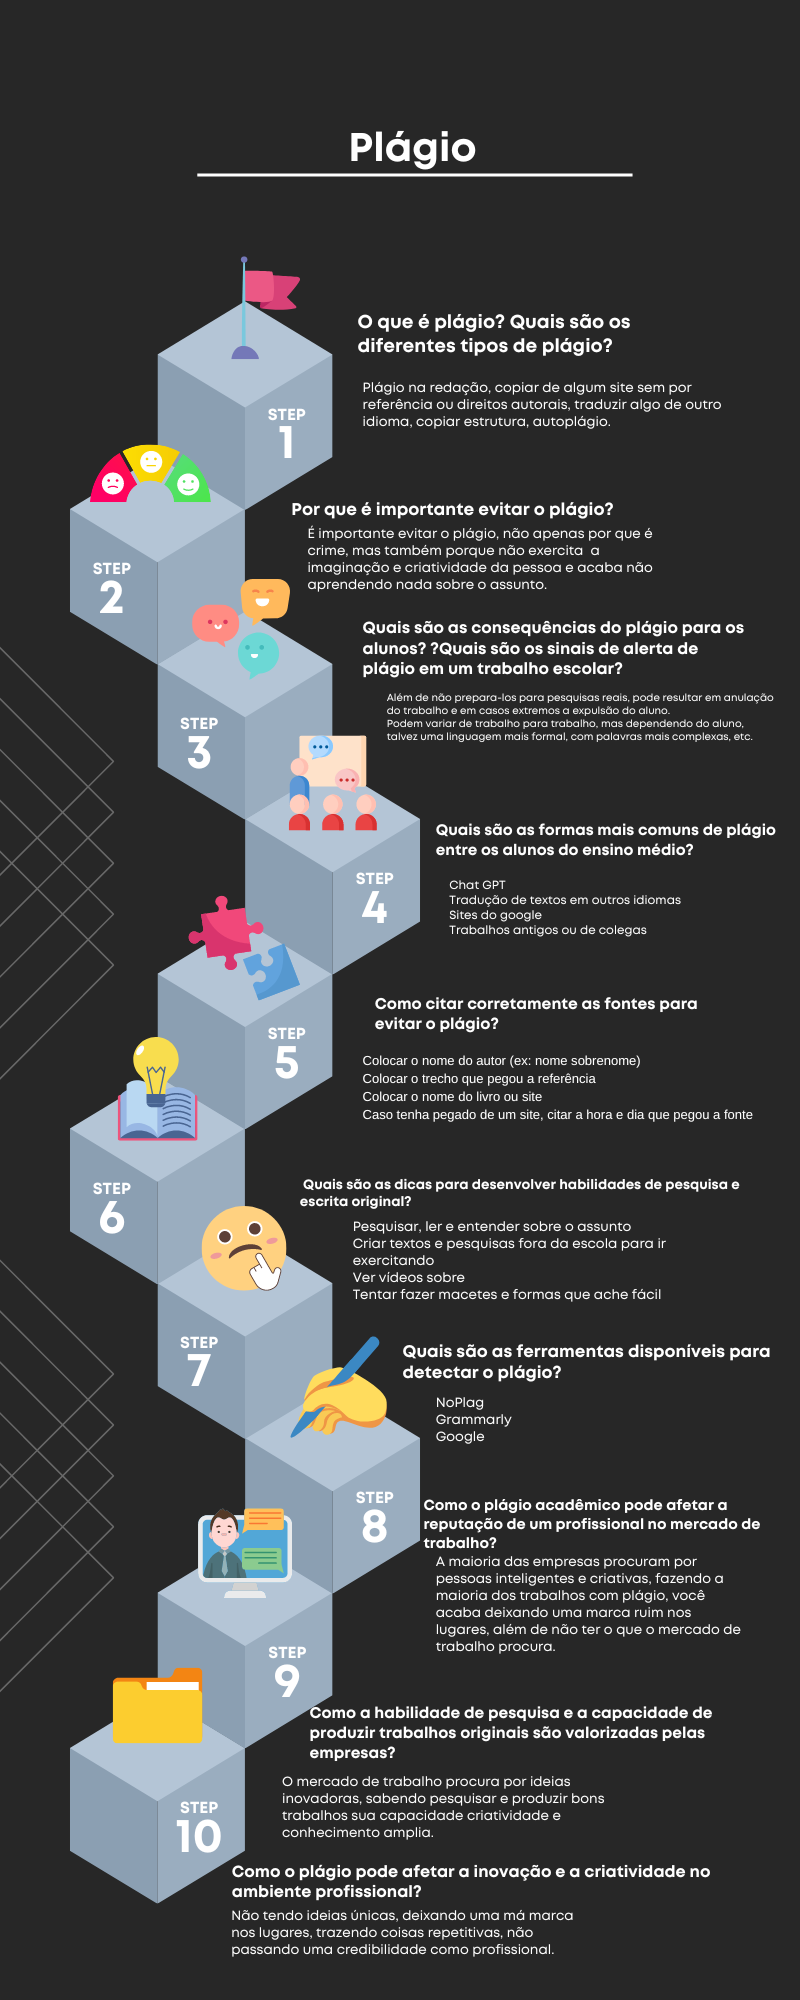 Plágio
O que é plágio? Quais são os
diferentes tipos de plágio?
Plágio na redação, copiar de algum site sem por
referência ou direitos autorais, traduzir algo de outro
idioma, copiar estrutura, autoplágio.
STEP
1
Por que é importante evitar o plágio?
É importante evitar o plágio, não apenas por que é
crime, mas também porque não exercita  a
imaginação e criatividade da pessoa e acaba não
aprendendo nada sobre o assunto.
STEP
2
Quais são as consequências do plágio para os
alunos? ?Quais são os sinais de alerta de
plágio em um trabalho escolar?
Além de não prepara-los para pesquisas reais, pode resultar em anulação
do trabalho e em casos extremos a expulsão do aluno.
Podem variar de trabalho para trabalho, mas dependendo do aluno,
talvez uma linguagem mais formal, com palavras mais complexas, etc.
STEP
3
Quais são as formas mais comuns de plágio
entre os alunos do ensino médio?
Chat GPT
Tradução de textos em outros idiomas
Sites do google
Trabalhos antigos ou de colegas
STEP
4
Como citar corretamente as fontes para
evitar o plágio?
Colocar o nome do autor (ex: nome sobrenome)
Colocar o trecho que pegou a referência
Colocar o nome do livro ou site
Caso tenha pegado de um site, citar a hora e dia que pegou a fonte
STEP
5
Quais são as dicas para desenvolver habilidades de pesquisa e
escrita original?
Pesquisar, ler e entender sobre o assunto
Criar textos e pesquisas fora da escola para ir
exercitando
Ver vídeos sobre
Tentar fazer macetes e formas que ache fácil
STEP
6
Quais são as ferramentas disponíveis para
detectar o plágio?
NoPlag
Grammarly
Google
STEP
7
Como o plágio acadêmico pode afetar a
reputação de um profissional no mercado de
trabalho?
A maioria das empresas procuram por
pessoas inteligentes e criativas, fazendo a
maioria dos trabalhos com plágio, você
acaba deixando uma marca ruim nos
lugares, além de não ter o que o mercado de
trabalho procura.
STEP
8
STEP
9
Como a habilidade de pesquisa e a capacidade de
produzir trabalhos originais são valorizadas pelas
empresas?
O mercado de trabalho procura por ideias
inovadoras, sabendo pesquisar e produzir bons
trabalhos sua capacidade criatividade e
conhecimento amplia.
STEP
10
Como o plágio pode afetar a inovação e a criatividade no
ambiente profissional?
Não tendo ideias únicas, deixando uma má marca
nos lugares, trazendo coisas repetitivas, não
passando uma credibilidade como profissional.